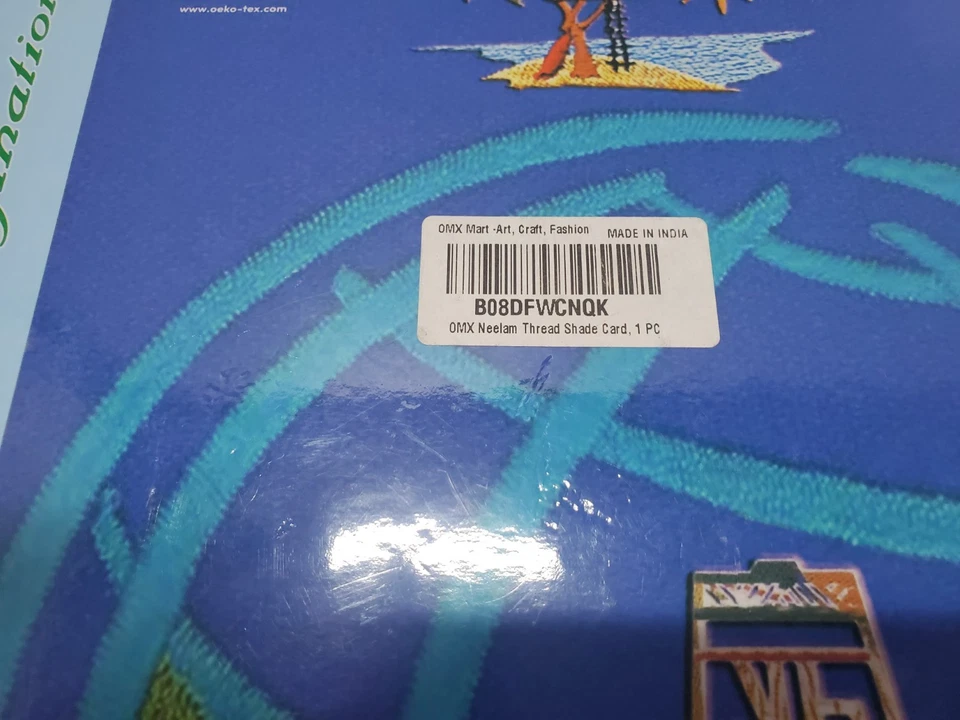 www.oeko-tex.com
OMX Mart -Art, Craft, Fashion MADE IN INDIA
B08DFWCNQK
OMX Neelam Thread Shade Card, 1 PC